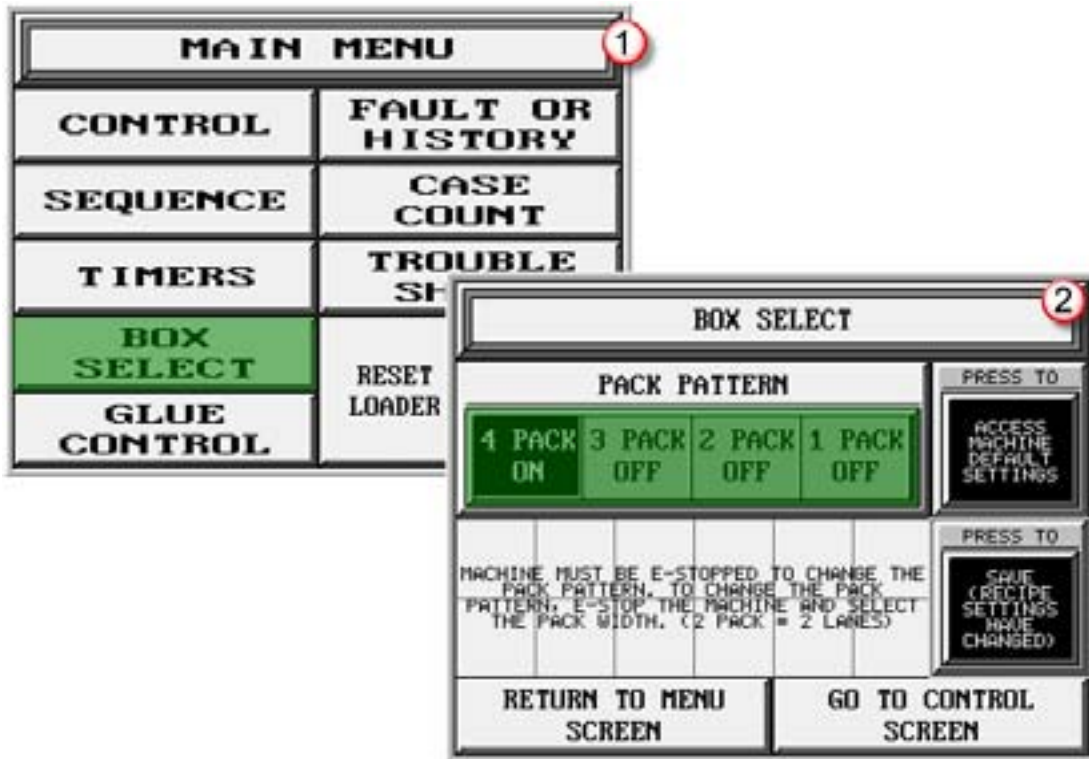 MAIN MENU
1
CONTROL
FAULT OR
HISTORY
SEQUENCE
CASE
COUNT
TIMERS
TROUBLE
BOX
SELECT
RESET
LOADER
GLUE
CONTROL
BOX SELECT
2
PACK PATTERN
4 PACK
ON
3 PACK
OFF
2 PACK
OFF
1 PACK
OFF
PRESS TO
ACCESS
MACHINE
DEFAULT
SETTINGS
MACHINE MUST BE E-STOPPED TO CHANGE THE
PACK PATTERN. TO CHANGE THE PACK
PATTERN, E-STOP THE MACHINE AND SELECT
THE PACK WIDTH. (2 PACK = 2 LANES)
PRESS TO
SAVE
(RECIPE
SETTINGS
HAVE
CHANGED)
RETURN TO MENU
SCREEN
GO TO CONTROL
SCREEN